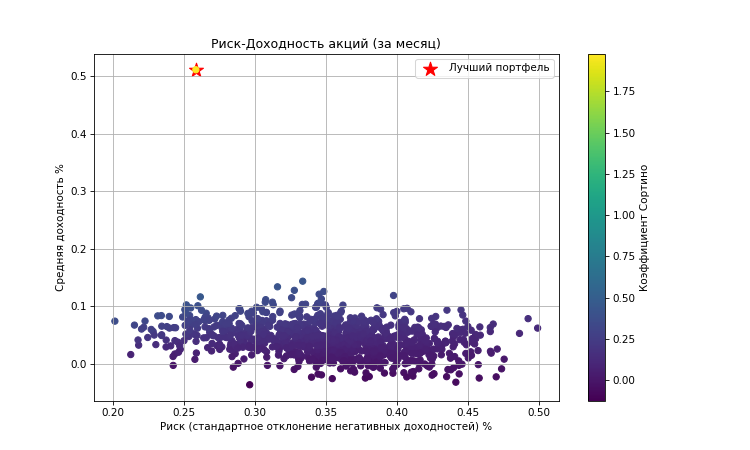 Риск-Доходность акций (за месяц)
Лучший портфель
0.5
0.4
0.3
0.2
0.1
0.0
Средняя доходность %
0.20 0.25 0.30 0.35 0.40 0.45 0.50
Риск (стандартное отклонение негативных доходностей) %
1.75
1.50
1.25
1.00
0.75
0.50
0.25
0.00
Коэффициент Сортино